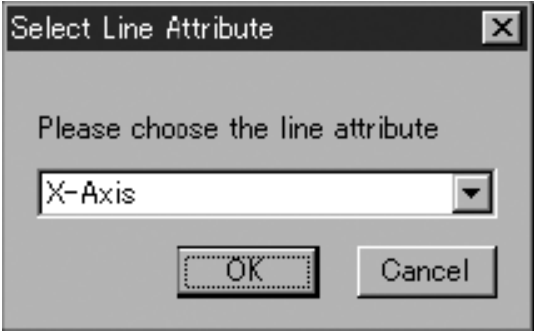 Select Line Attribute
Please choose the line attribute
X-Axis
OK
Cancel